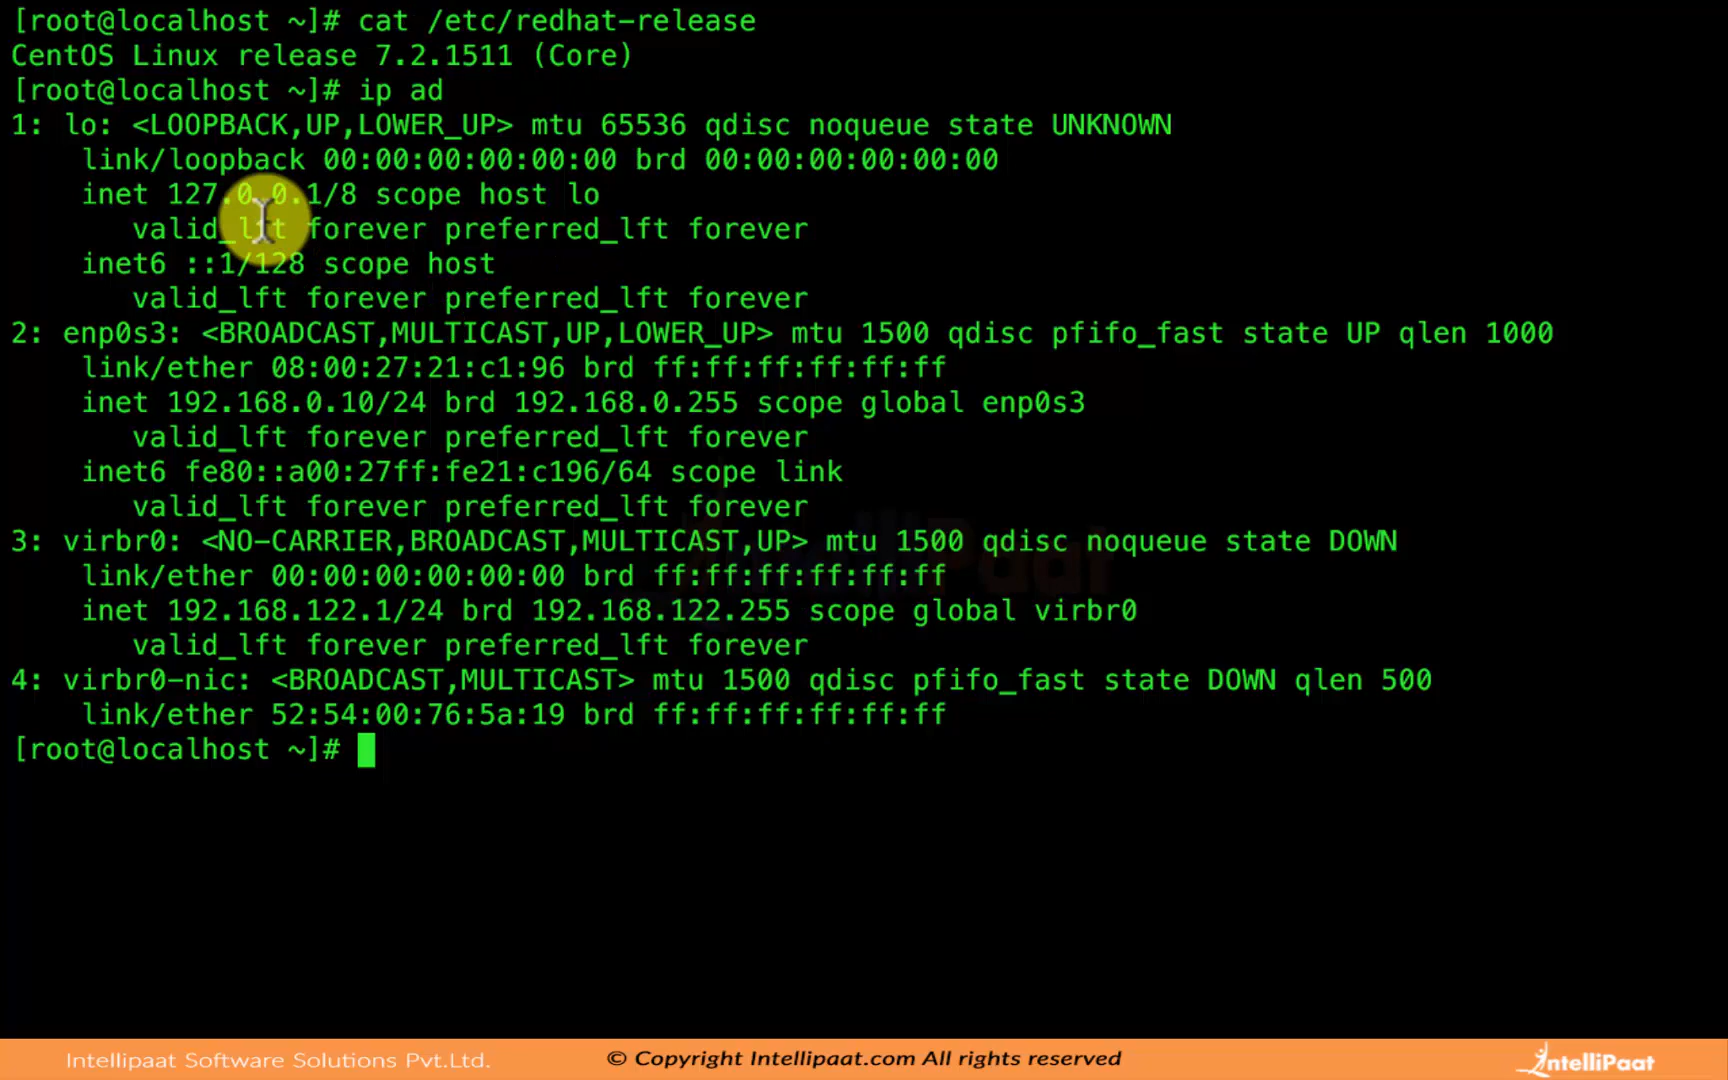 [root@localhost ~]# cat /etc/redhat-release
CentOS Linux release 7.2.1511 (Core)
[root@localhost ~]# ip ad
1: lo: <LOOPBACK,UP,LOWER_UP> mtu 65536 qdisc noqueue state UNKNOWN
link/loopback 00:00:00:00:00:00 brd 00:00:00:00:00:00
inet 127.0.0.1/8 scope host lo
valid_lft forever preferred_lft forever
inet6 ::1/128 scope host
valid_lft forever preferred_lft forever
2: enp0s3: <BROADCAST,MULTICAST,UP,LOWER_UP> mtu 1500 qdisc pfifo_fast state UP qlen 1000
link/ether 08:00:27:21:c1:96 brd ff:ff:ff:ff:ff:ff
inet 192.168.0.10/24 brd 192.168.0.255 scope global enp0s3
valid_lft forever preferred_lft forever
inet6 fe80::a00:27ff:fe21:c196/64 scope link
valid_lft forever preferred_lft forever
3: virbr0: <NO-CARRIER,BROADCAST,MULTICAST,UP> mtu 1500 qdisc noqueue state DOWN
link/ether 00:00:00:00:00:00 brd ff:ff:ff:ff:ff:ff
inet 192.168.122.1/24 brd 192.168.122.255 scope global virbr0
valid_lft forever preferred_lft forever
4: virbr0-nic: <BROADCAST,MULTICAST> mtu 1500 qdisc pfifo_fast state DOWN qlen 500
link/ether 52:54:00:76:5a:19 brd ff:ff:ff:ff:ff:ff
[root@localhost ~]#
Intellipaat Software Solutions Pvt.Ltd.
© Copyright Intellipaat.com All rights reserved
IntelliPaat